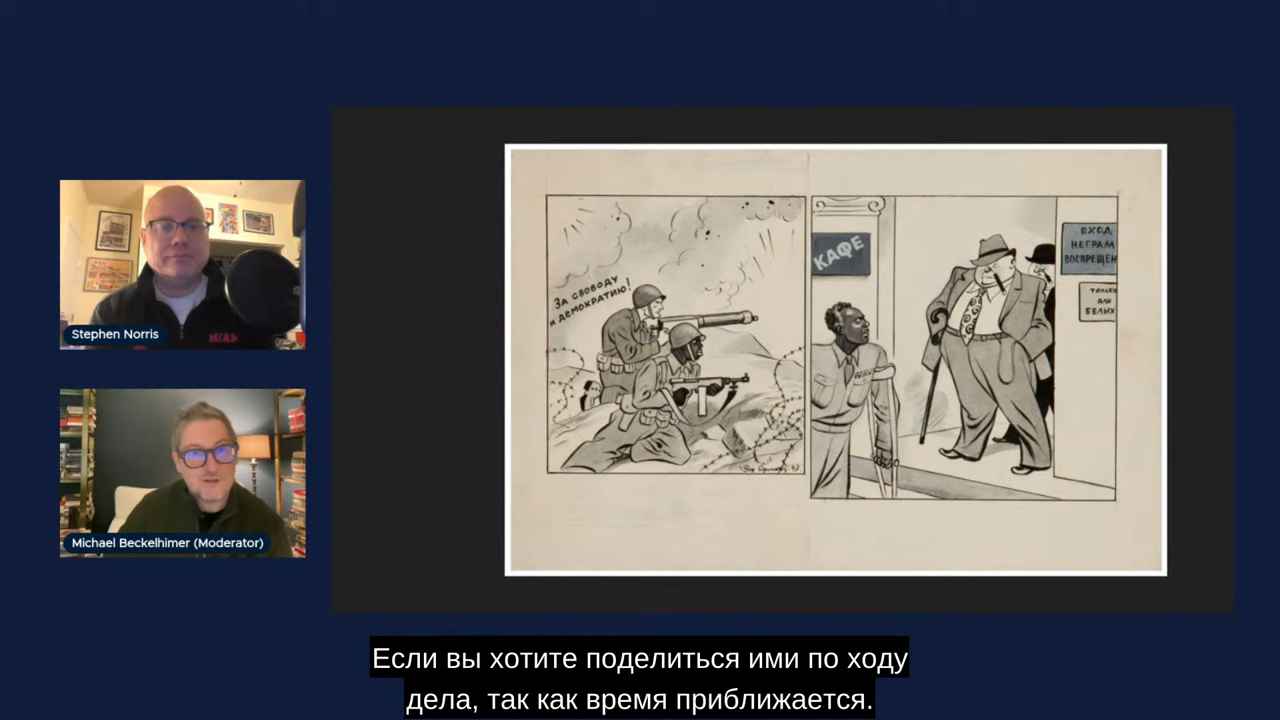 Stephen Norris
Michael Beckelhimer (Moderator)
ЗА СВОБОДУ
И ДЕМОКРАТИЮ!
КАФЕ
ВХОД
НЕГРАМ
ВОСПРЕЩЕН
ТОЛЬКО
ДЛЯ
БЕЛЫХ
Если вы хотите поделиться ими по ходу
дела, так как время приближается.